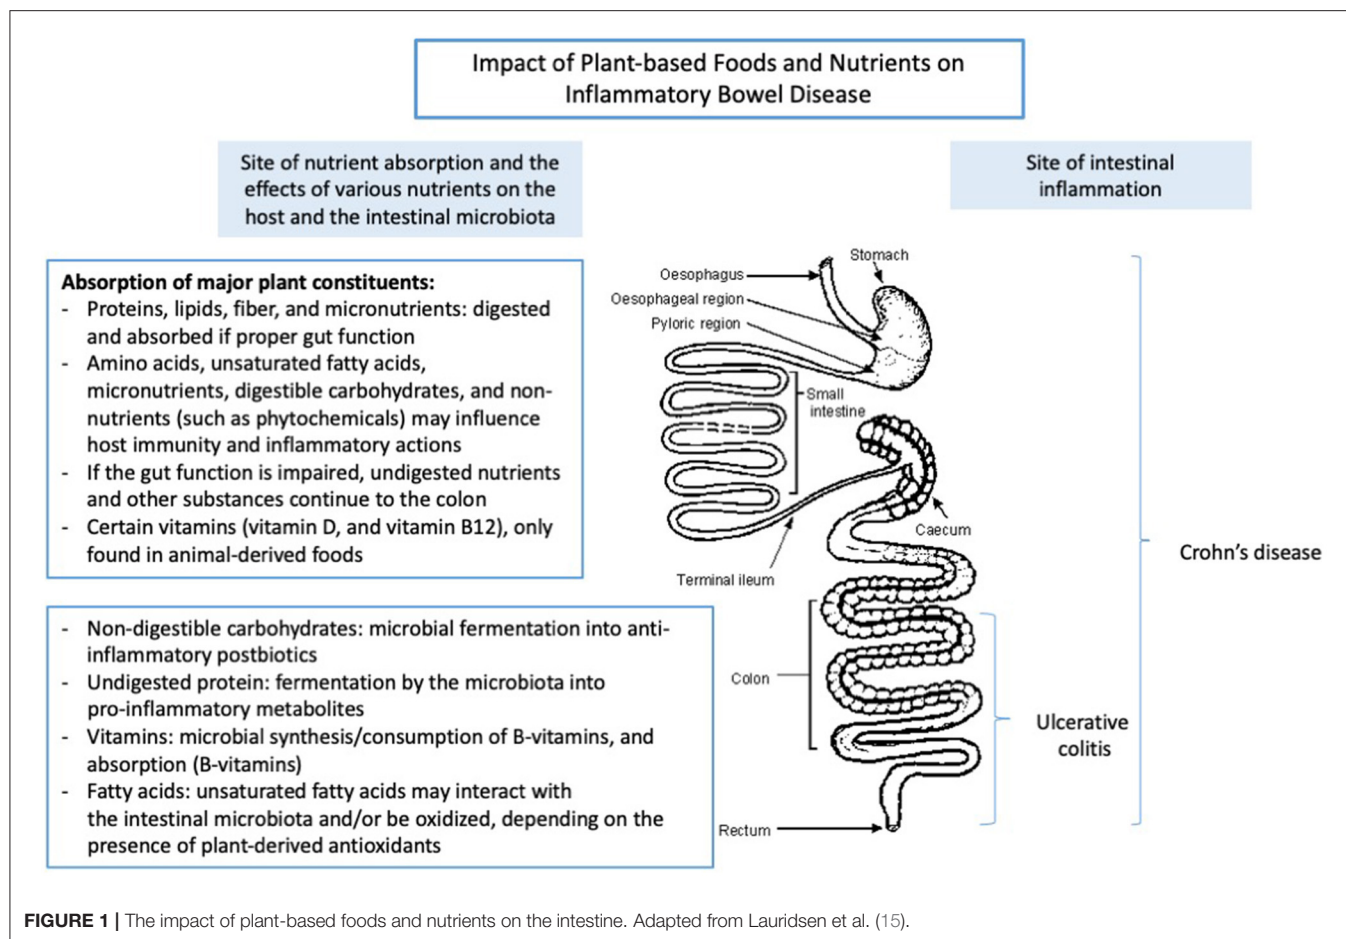 Impact of Plant-based Foods and Nutrients on
Inflammatory Bowel Disease
Site of nutrient absorption and the
effects of various nutrients on the
host and the intestinal microbiota
Site of intestinal
inflammation
Absorption of major plant constituents:
- Proteins, lipids, fiber, and micronutrients: digested
and absorbed if proper gut function
- Amino acids, unsaturated fatty acids,
micronutrients, digestible carbohydrates, and non-
nutrients (such as phytochemicals) may influence
host immunity and inflammatory actions
- If the gut function is impaired, undigested nutrients
and other substances continue to the colon
- Certain vitamins (vitamin D, and vitamin B12), only
found in animal-derived foods
- Non-digestible carbohydrates: microbial fermentation into anti-
inflammatory postbiotics
- Undigested protein: fermentation by the microbiota into
pro-inflammatory metabolites
- Vitamins: microbial synthesis/consumption of B-vitamins, and
absorption (B-vitamins)
- Fatty acids: unsaturated fatty acids may interact with
the intestinal microbiota and/or be oxidized, depending on the
presence of plant-derived antioxidants
Stomach
Oesophagus
Oesophageal region
Pyloric region
Small
intestine
Caecum
Terminal ileum
Colon
Rectum
Crohn's disease
Ulcerative
colitis
FIGURE 1 | The impact of plant-based foods and nutrients on the intestine. Adapted from Lauridsen et al. (15).